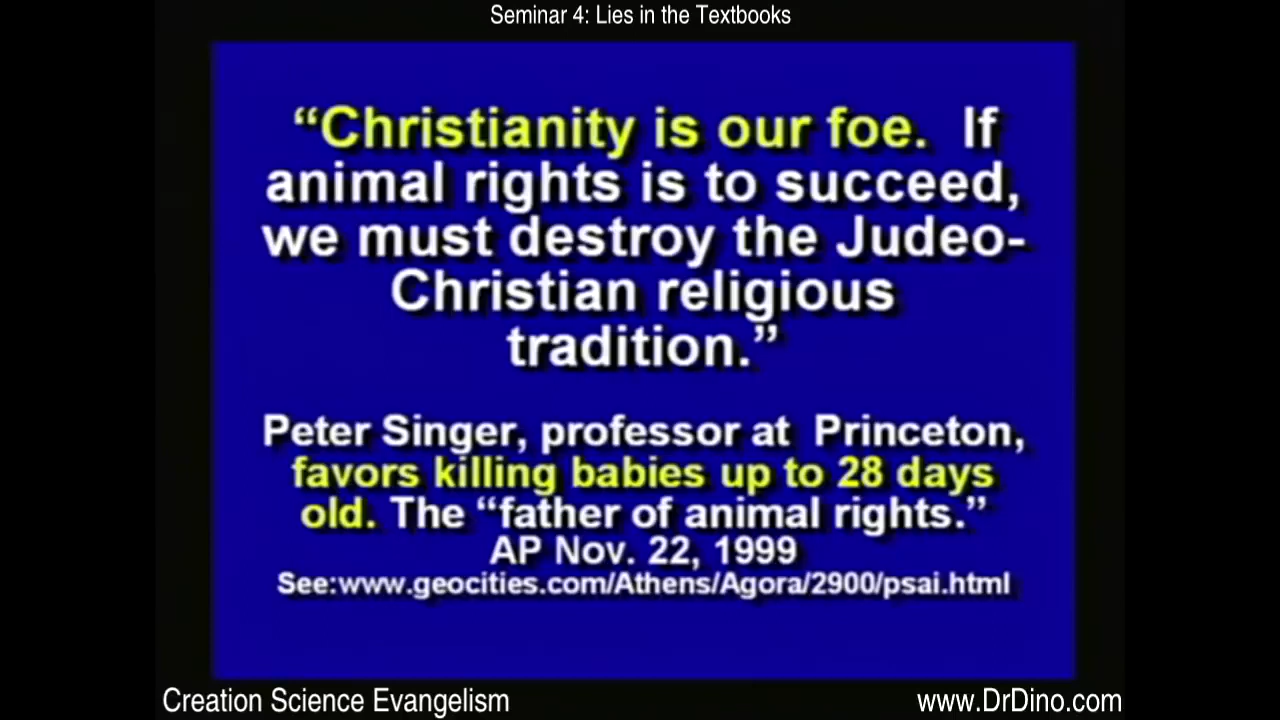 Seminar 4: Lies in the Textbooks
“Christianity is our foe. If
animal rights is to succeed,
we must destroy the Judeo-
Christian religious
tradition.”
Peter Singer, professor at Princeton,
favors killing babies up to 28 days
old. The “father of animal rights.”
AP Nov. 22, 1999
See:www.geocities.com/Athens/Agora/2900/psai.html
Creation Science Evangelism
www.DrDino.com